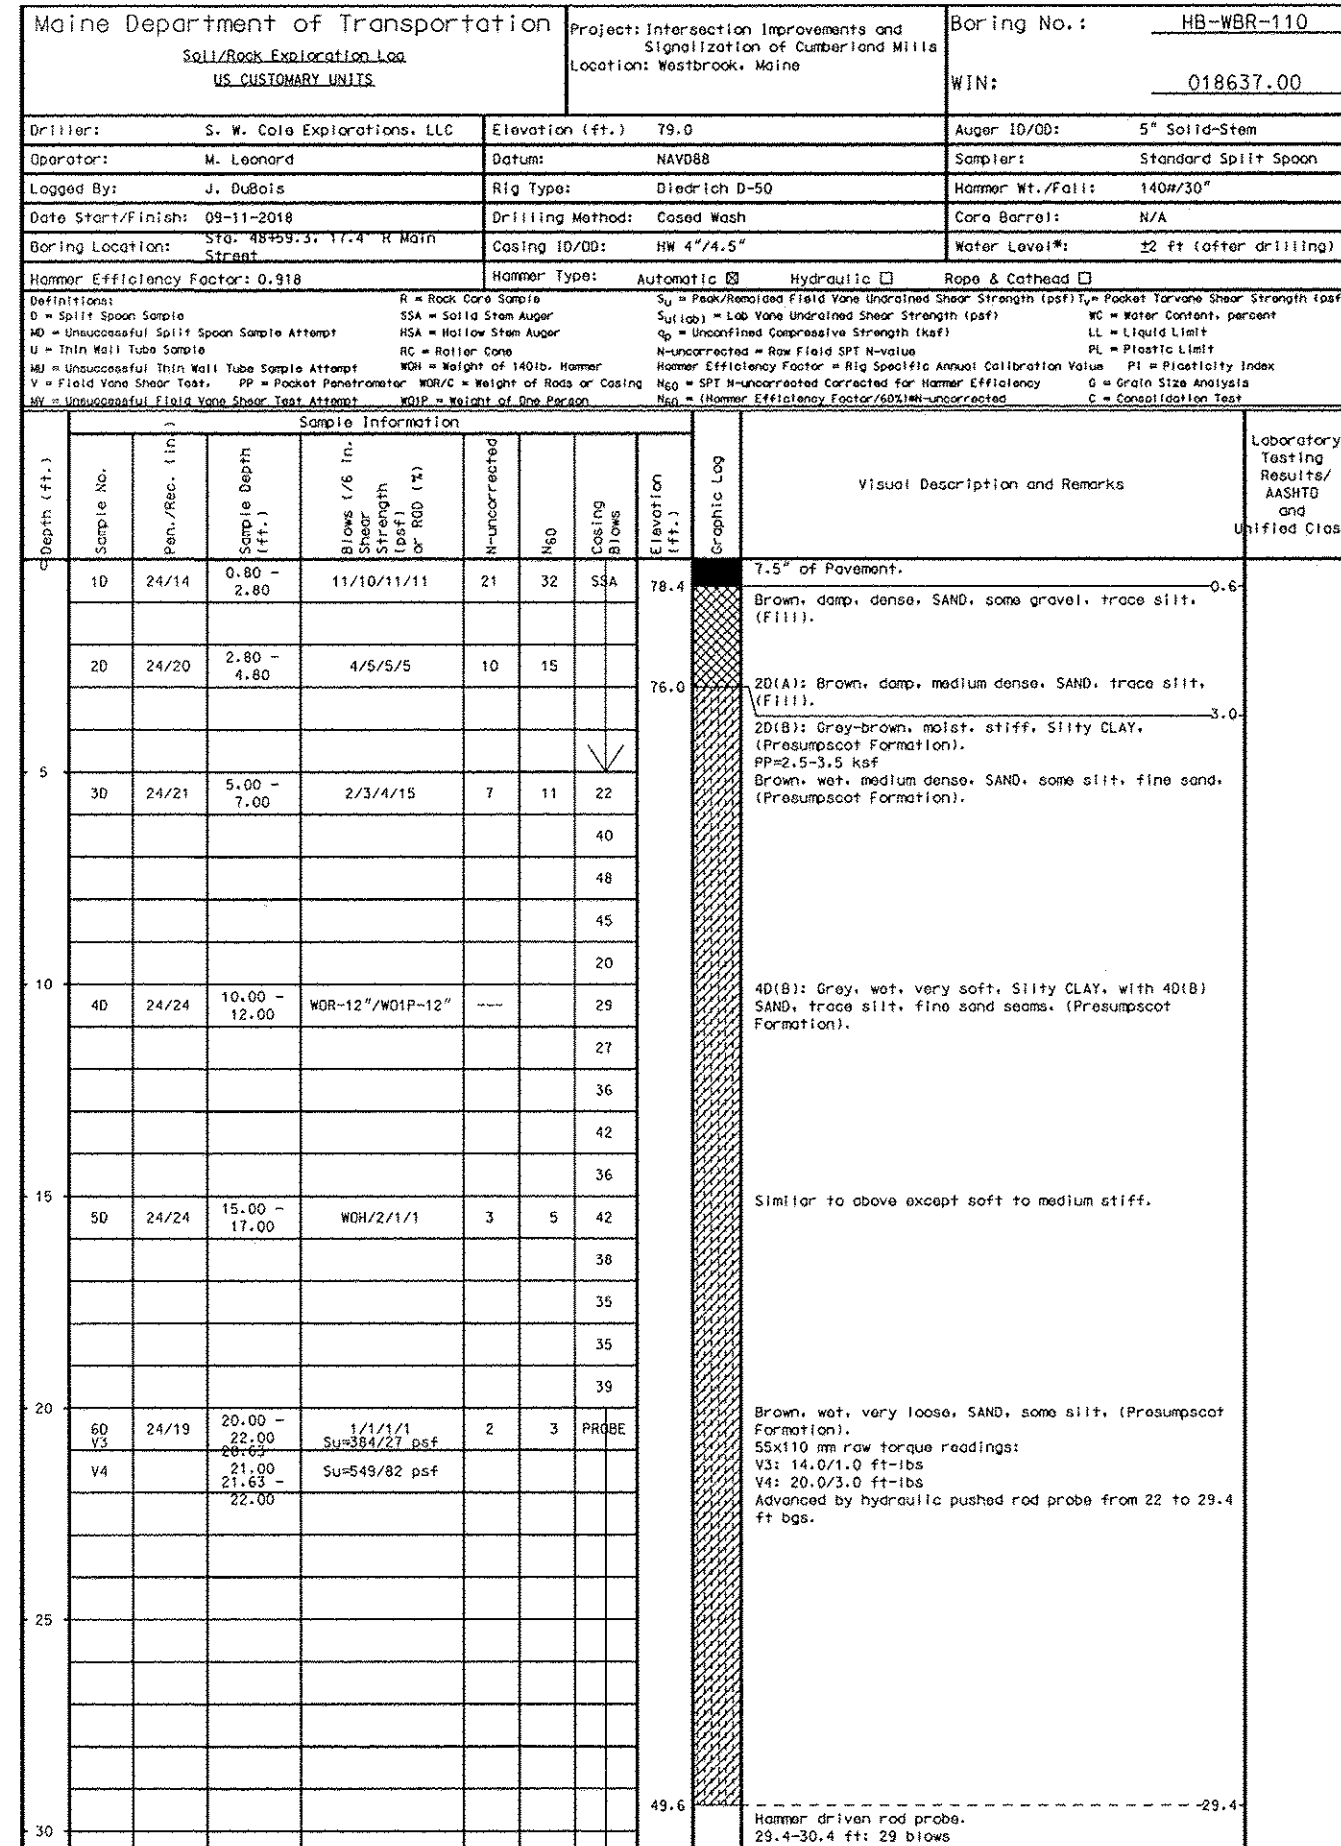 Maine Department of Transportation
Soil/Rock Exploration Log
US CUSTOMARY UNITS
Project: Intersection Improvements and
Signalization of Cumberland Mills
Location: Westbrook, Maine
Boring No.: HB-WBR-110
WIN: 018637.00
Driller: S. W. Cole Explorations, LLC Elevation (ft.) 79.0 Auger ID/OD: 5" Solid-Stem
Operator: M. Leonard Datum: NAVD88 Sampler: Standard Split Spoon
Logged By: J. DuBois Rig Type: Diedrich D-50 Hammer Wt./Fall: 140#/30"
Date Start/Finish: 09-11-2018 Drilling Method: Cased Wash Core Barrel: N/A
Boring Location: Sta. 48+59.3, 17.4' R Main Street Casing ID/OD: HW 4"/4.5" Water Level*: ±2 ft (after drilling)
Hammer Efficiency Factor: 0.918 Hammer Type: Automatic ☒ Hydraulic ☐ Rope & Cathead ☐
Definitions:
D = Split Spoon Sample
MD = Unsuccessful Split Spoon Sample Attempt
U = Thin Wall Tube Sample
MU = Unsuccessful Thin Wall Tube Sample Attempt
V = Field Vane Shear Test, PP = Pocket Penetrometer
MV = Unsuccessful Field Vane Shear Test Attempt
R = Rock Core Sample
SSA = Solid Stem Auger
HSA = Hollow Stem Auger
RC = Roller Cone
WOH = Weight of 140lb. Hammer
WOR/C = Weight of Rods or Casing
WO1P = Weight of One Person
Su = Peak/Remolded Field Vane Undrained Shear Strength (psf)
Su(lab) = Lab Vane Undrained Shear Strength (psf)
qp = Unconfined Compressive Strength (ksf)
N-uncorrected = Raw Field SPT N-value
Hammer Efficiency Factor = Rig Specific Annual Calibration Value
N60 = SPT N-uncorrected Corrected for Hammer Efficiency
N60 = (Hammer Efficiency Factor/60%)*N-uncorrected
Tv = Pocket Torvane Shear Strength (psf
WC = Water Content, percent
LL = Liquid Limit
PL = Plastic Limit
PI = Plasticity Index
G = Grain Size Analysis
C = Consolidation Test
Sample Information
Depth (ft.)
Sample No.
Pen./Rec. (in.)
Sample Depth (ft.)
Blows (/6 in. Shear Strength (psf) or RQD (%)
N-uncorrected
N60
Casing Blows
Elevation (ft.)
Graphic Log
Visual Description and Remarks
Laboratory
Testing
Results/
AASHTO
and
Unified Clas
0
1D 24/14 0.80 - 2.80 11/10/11/11 21 32 SSA 78.4
7.5" of Pavement.
0.6
Brown, damp, dense, SAND, some gravel, trace silt,
(Fill).
2D 24/20 2.80 - 4.80 4/5/5/5 10 15
76.0
2D(A): Brown, damp, medium dense, SAND, trace silt,
(Fill).
3.0
2D(B): Grey-brown, moist, stiff, Silty CLAY,
(Presumpscot Formation).
PP=2.5-3.5 ksf
5
3D 24/21 5.00 - 7.00 2/3/4/15 7 11 22
Brown, wet, medium dense, SAND, some silt, fine sand,
(Presumpscot Formation).
40
48
45
20
10
4D 24/24 10.00 - 12.00 WOR-12"/WO1P-12" --- 29
4D(B): Grey, wet, very soft, Silty CLAY, with 4D(B)
SAND, trace silt, fine sand seams. (Presumpscot
Formation).
27
36
42
36
15
5D 24/24 15.00 - 17.00 WOH/2/1/1 3 5 42
Similar to above except soft to medium stiff.
38
35
35
39
20
6D 24/19 20.00 - 22.00 1/1/1/1 2 3 PROBE
V3 20.63 - 21.00 Su=384/27 psf
V4 21.63 - 22.00 Su=549/82 psf
Brown, wet, very loose, SAND, some silt, (Presumpscot
Formation).
55x110 mm raw torque readings:
V3: 14.0/1.0 ft-lbs
V4: 20.0/3.0 ft-lbs
Advanced by hydraulic pushed rod probe from 22 to 29.4
ft bgs.
25
49.6
29.4
Hammer driven rod probe.
29.4-30.4 ft: 29 blows
30